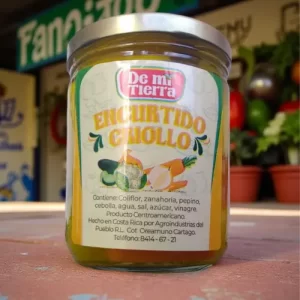 De mi
Tierra
ENCURTIDO
CRIOLLO
Contiene: Coliflor, zanahoria, pepino,
cebolla, agua, sal, azúcar, vinagre.
Producto Centroamericano.
Hecho en Costa Rica por Agroindustrias del
Pueblo R.L. Cot Oreamuno Cartago.
Teléfono: 8414-67-21